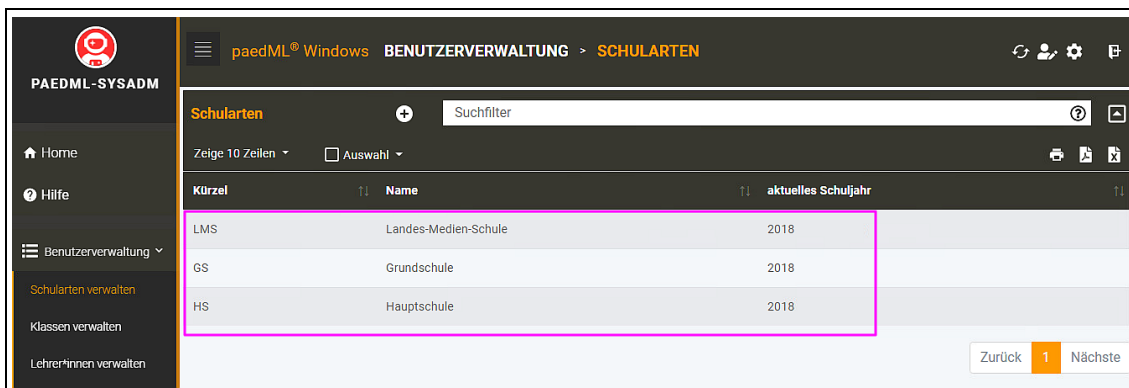 PAEDML-SYSADM
Home
Hilfe
Benutzerverwaltung
Schularten verwalten
Klassen verwalten
Lehrer*innen verwalten
paedML® Windows BENUTZERVERWALTUNG > SCHULARTEN
Schularten Suchfilter
Zeige 10 Zeilen Auswahl
Kürzel Name aktuelles Schuljahr
LMS Landes-Medien-Schule 2018
GS Grundschule 2018
HS Hauptschule 2018
Zurück 1 Nächste